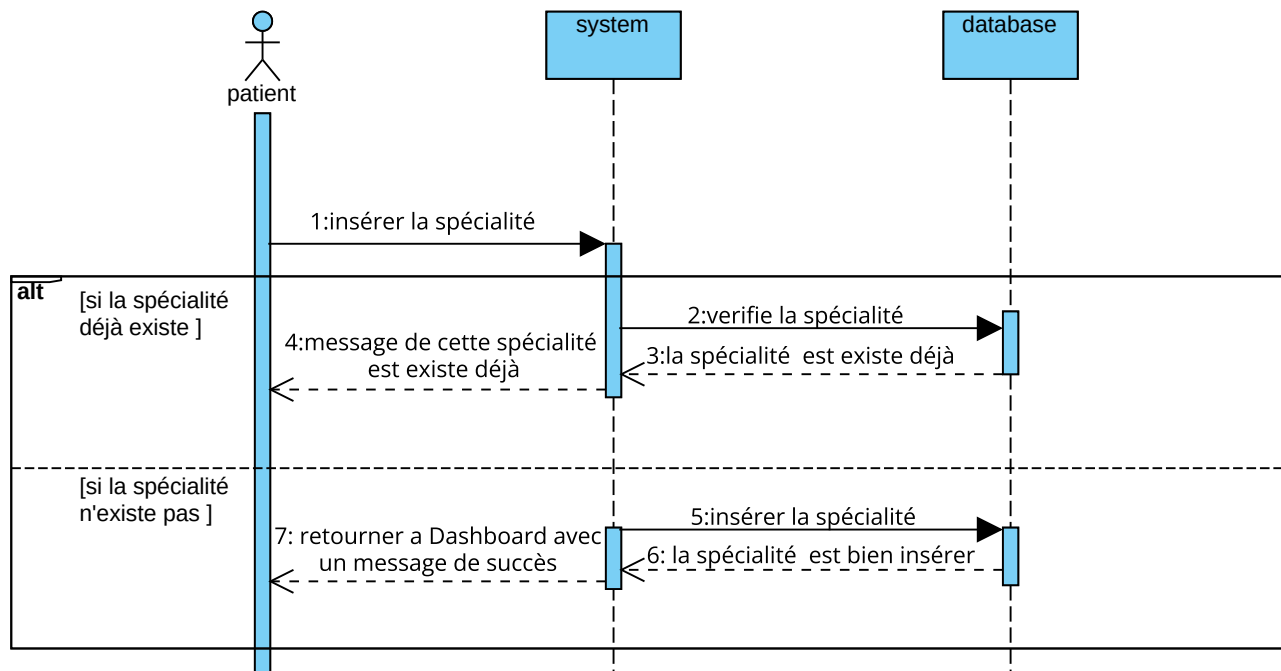 patient
system
database
1:insérer la spécialité
alt
[si la spécialité
déjà existe ]
2:verifie la spécialité
3:la spécialité  est existe déjà
4:message de cette spécialité
est existe déjà
[si la spécialité
n'existe pas ]
5:insérer la spécialité
6: la spécialité  est bien insérer
7: retourner a Dashboard avec
un message de succès